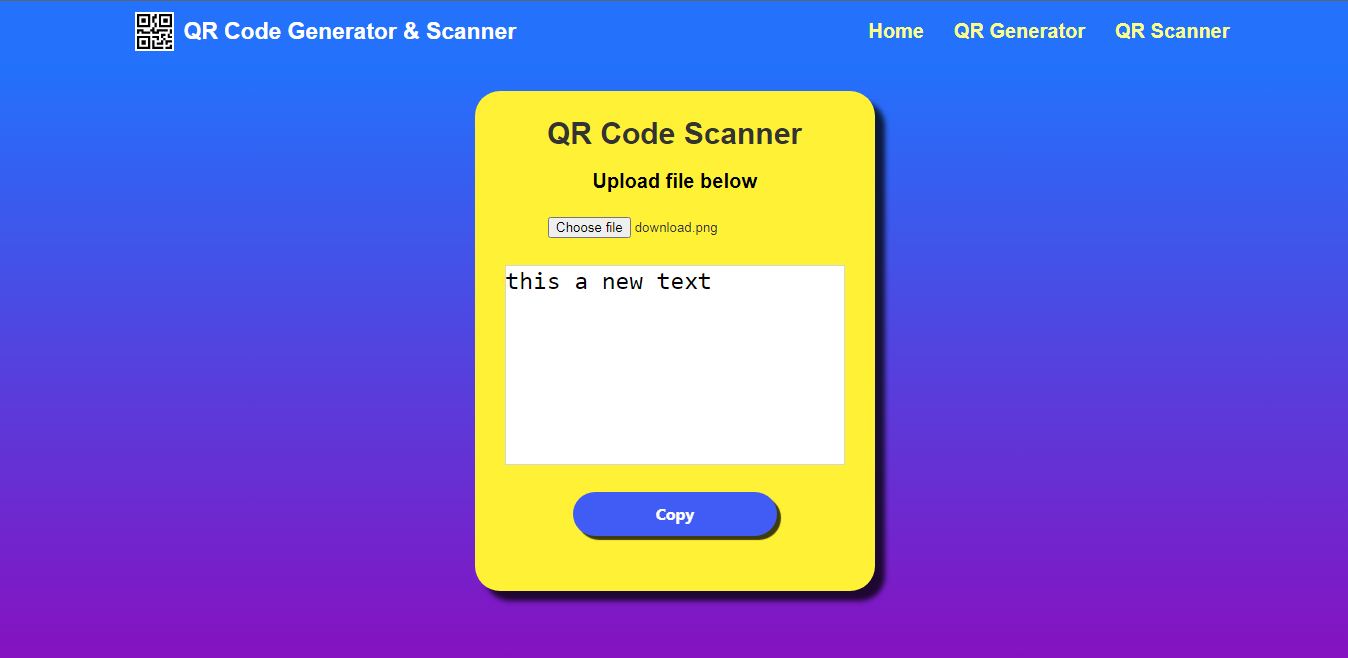 QR Code Generator & Scanner
Home QR Generator QR Scanner
QR Code Scanner
Upload file below
Choose file download.png
this a new text
Copy